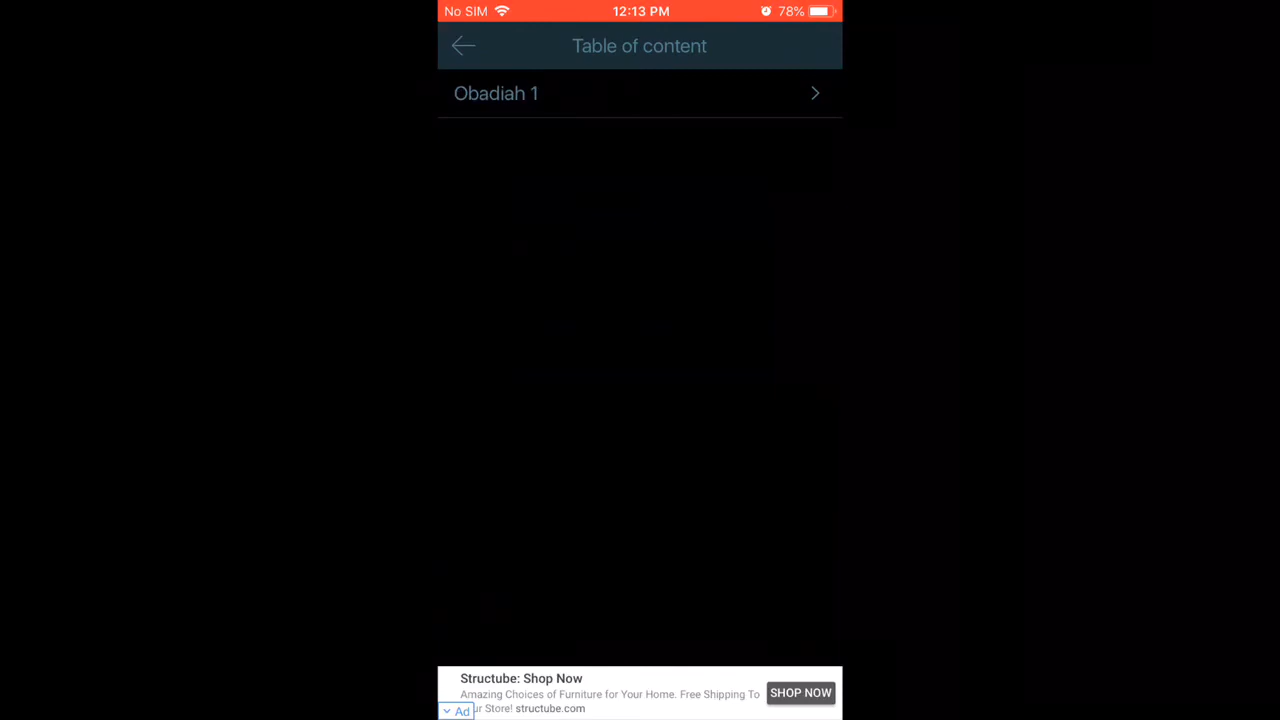 No SIM 12:13 PM 78%
Table of content
Obadiah 1
Structube: Shop Now
Amazing Choices of Furniture for Your Home. Free Shipping To
ur Store! structube.com
SHOP NOW
Ad